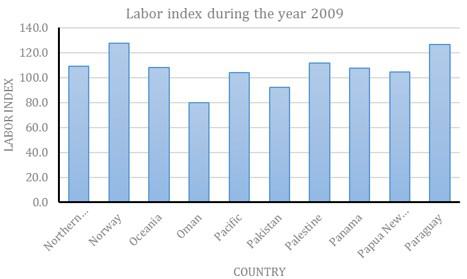 Labor index during the year 2009
LABOR INDEX
140.0
120.0
100.0
80.0
60.0
40.0
20.0
0.0
Northern...
Norway
Oceania
Oman
Pacific
Pakistan
Palestine
Panama
Papua New...
Paraguay
COUNTRY